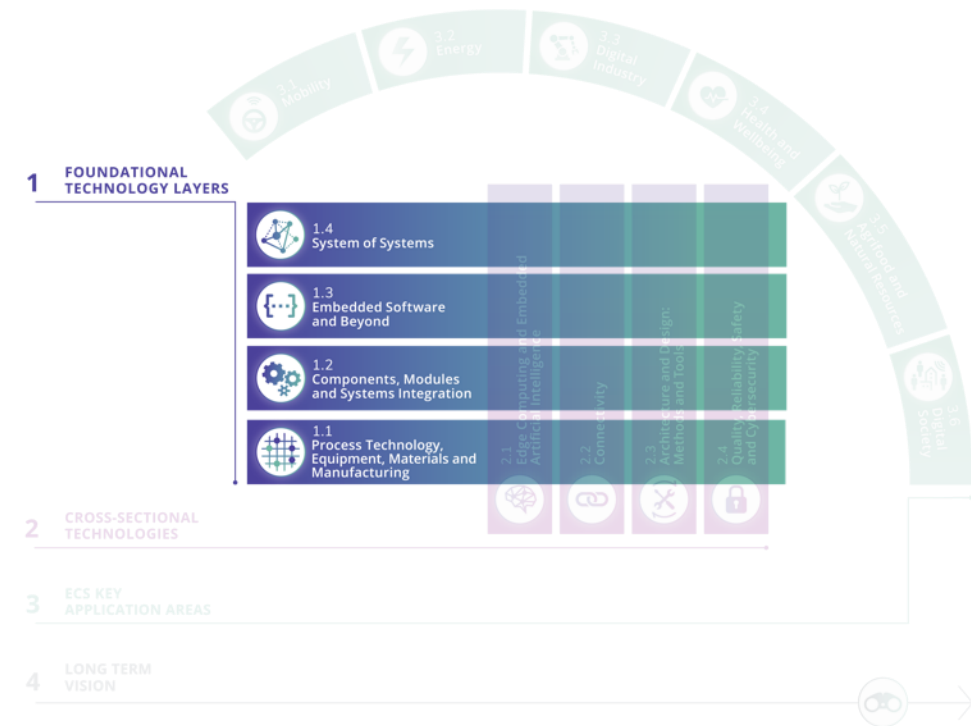 3.1
Mobility
3.2
Energy
3.3
Digital
Industry
3.4
Health and
Wellbeing
3.5
Agrifood and
Natural Resources
3.6
Digital
Society
1
FOUNDATIONAL
TECHNOLOGY LAYERS
1.4
System of Systems
1.3
Embedded Software
and Beyond
1.2
Components, Modules
and Systems Integration
1.1
Process Technology,
Equipment, Materials and
Manufacturing
2.1
Edge Computing and Embedded
Artificial Intelligence
2.2
Connectivity
2.3
Architecture and Design:
Methods and Tools
2.4
Quality, Reliability, Safety
and Cybersecurity
2
CROSS-SECTIONAL
TECHNOLOGIES
3
ECS KEY
APPLICATION AREAS
4
LONG TERM
VISION